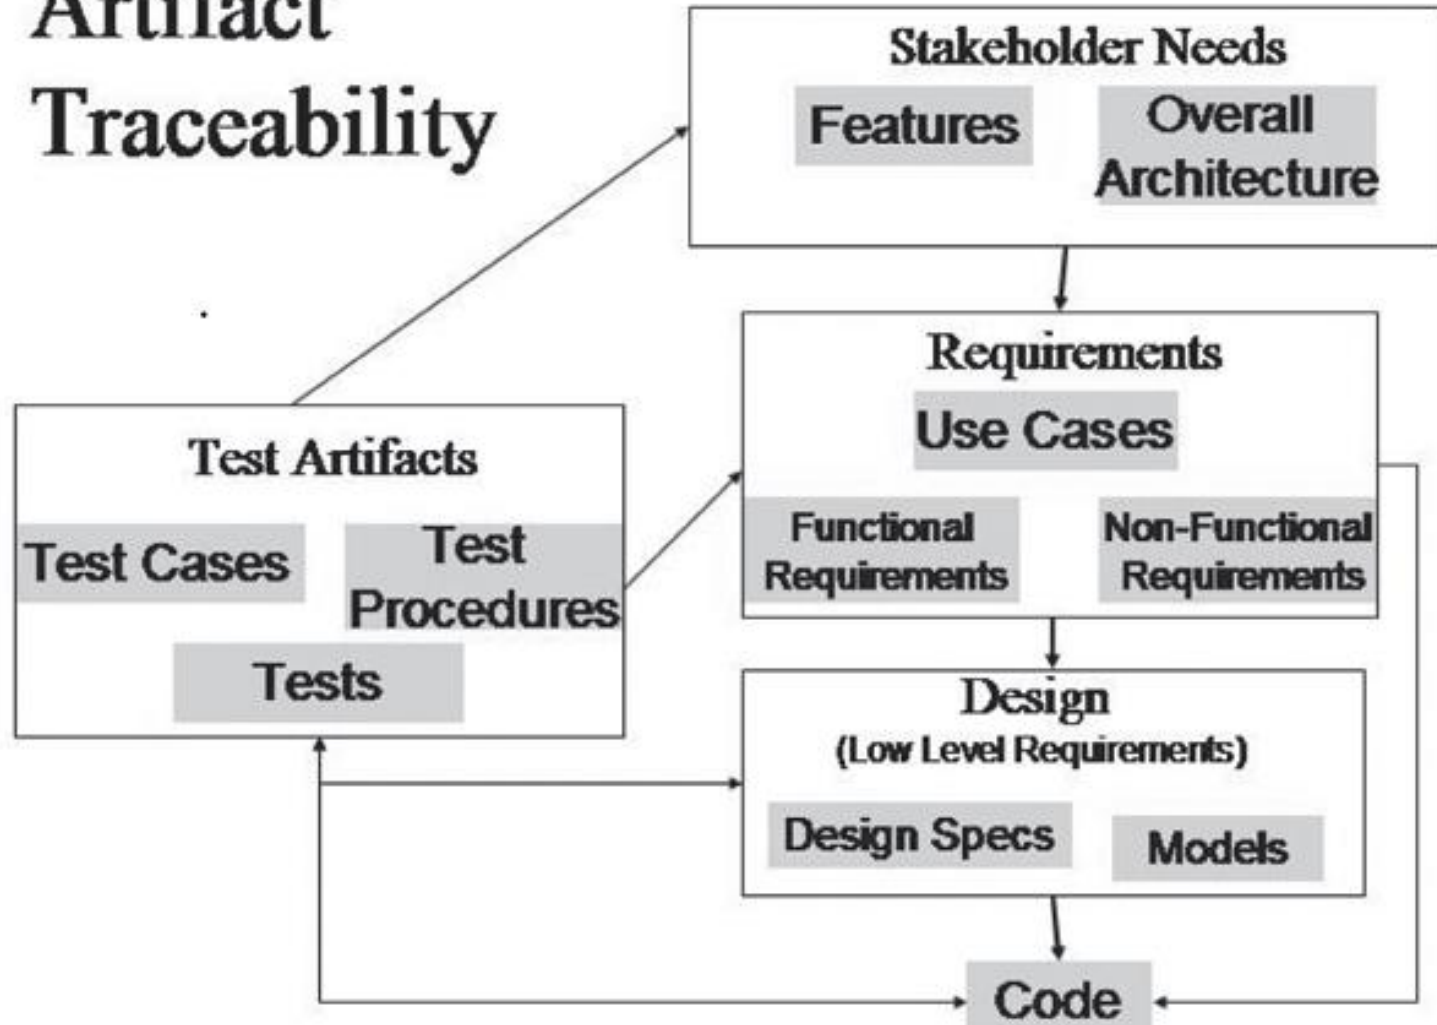 Artifact
Traceability
Stakeholder Needs
Features
Overall
Architecture
Requirements
Use Cases
Functional
Requirements
Non-Functional
Requirements
Test Artifacts
Test Cases
Test
Procedures
Tests
Design
(Low Level Requirements)
Design Specs
Models
Code